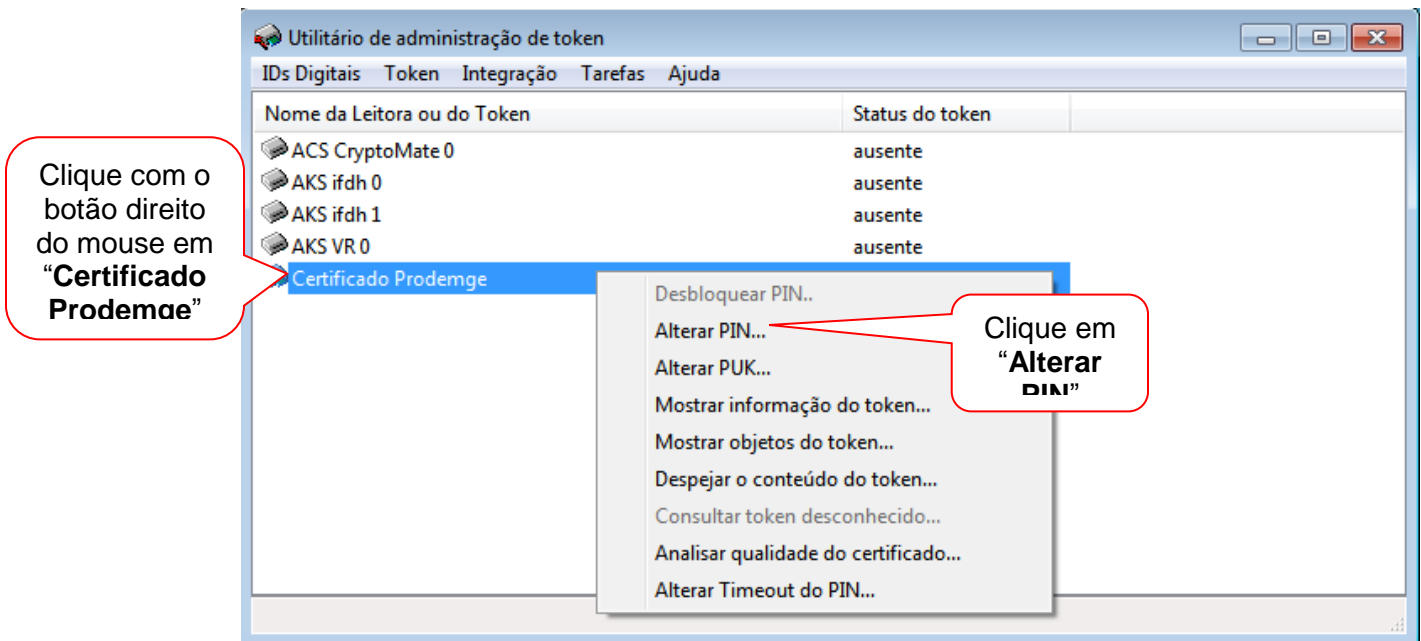 Utilitário de administração de token
IDs Digitais Token Integração Tarefas Ajuda
Nome da Leitora ou do Token Status do token
ACS CryptoMate 0 ausente
AKS ifdh 0 ausente
AKS ifdh 1 ausente
AKS VR 0 ausente
Certificado Prodemge
Clique com o
botão direito
do mouse em
“Certificado
Prodemge”
Desbloquear PIN..
Alterar PIN...
Alterar PUK...
Mostrar informação do token...
Mostrar objetos do token...
Despejar o conteúdo do token...
Consultar token desconhecido...
Analisar qualidade do certificado...
Alterar Timeout do PIN...
Clique em
“Alterar
PIN”